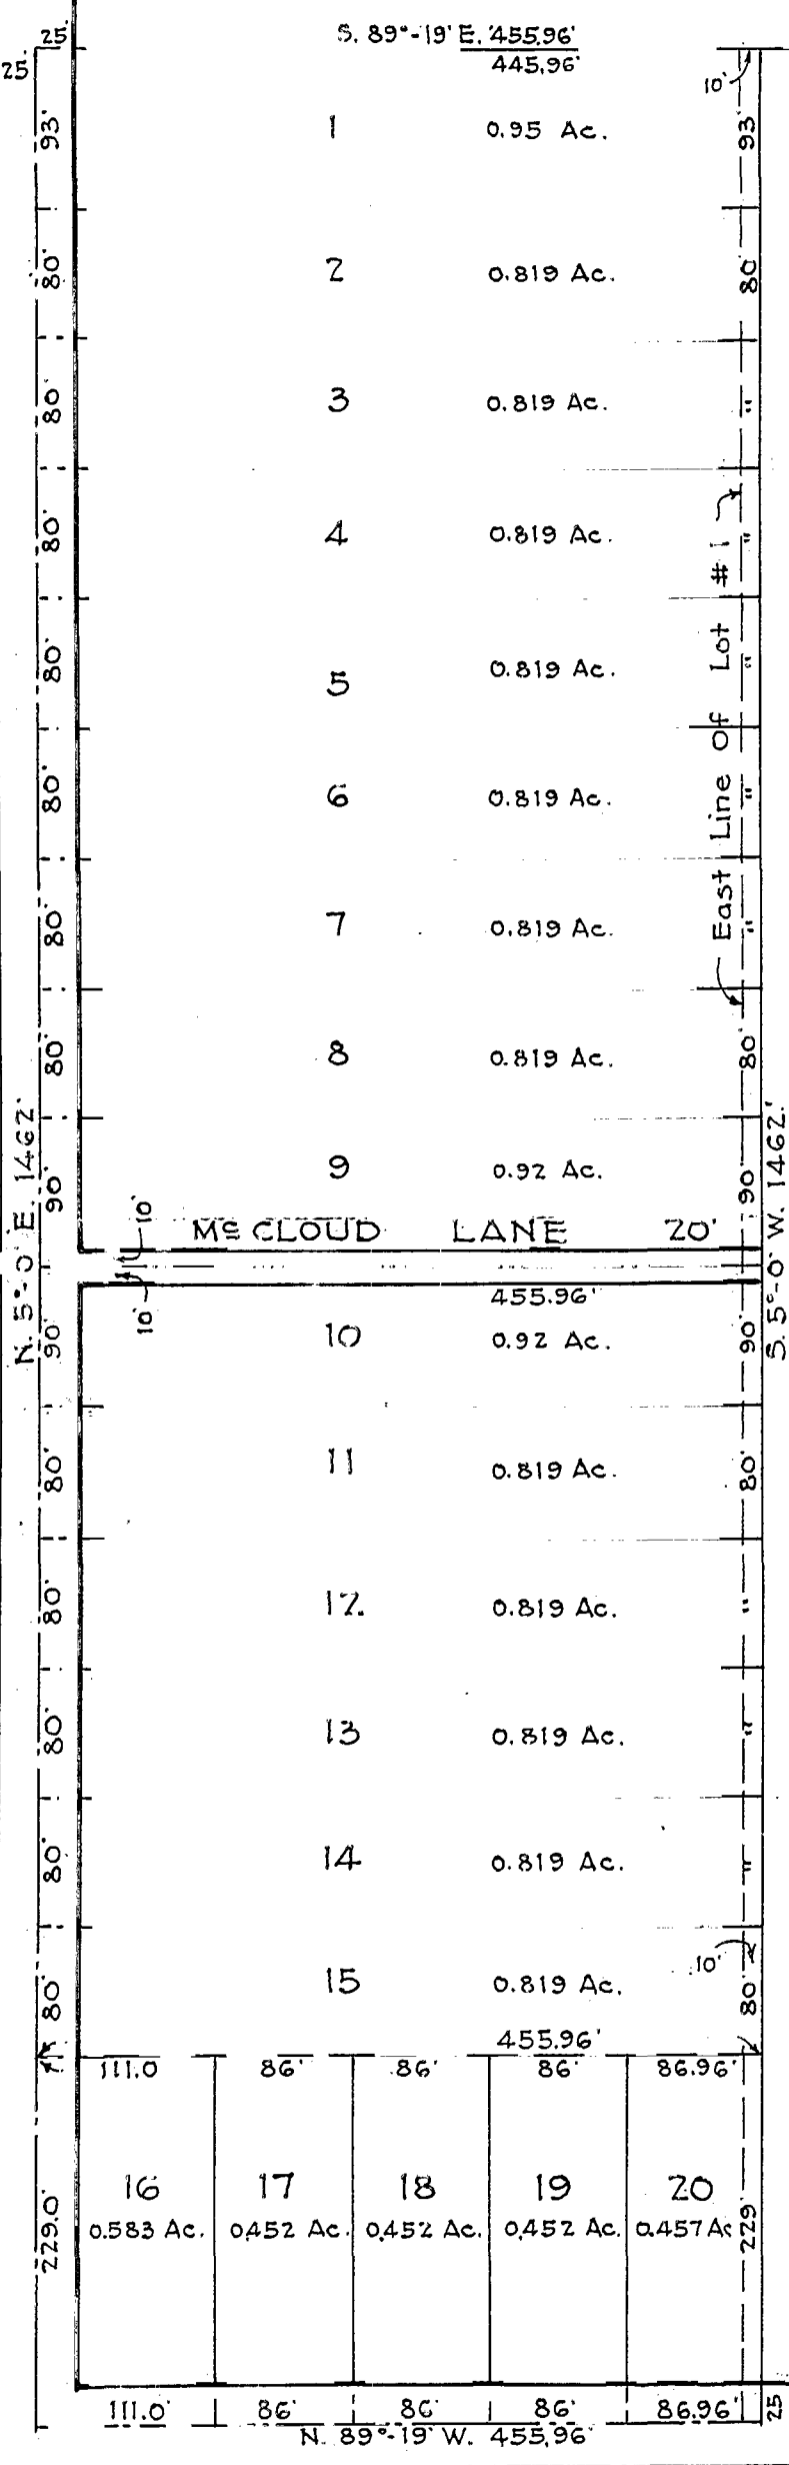 25.
S. 89°-19' E. 455.96'
445.96'
25.
10'
93'
1 0.95 Ac.
93'
80'
2 0.819 Ac.
80'
80'
3 0.819 Ac.
"
80'
4 0.819 Ac.
"
80'
5 0.819 Ac.
"
80'
6 0.819 Ac.
"
80'
7 0.819 Ac.
"
East Line Of Lot #1
80'
8 0.819 Ac.
80'
N. 5°-0' E. 1462'
S. 5°-0' W. 1462.'
90'
9 0.92 Ac.
90'
10'
Mc CLOUD LANE 20'
10'
455.96'
90'
10 0.92 Ac.
90'
80'
11 0.819 Ac.
80'
80'
12. 0.819 Ac.
"
80'
13 0.819 Ac.
"
80'
14 0.819 Ac.
"
10'
80'
15 0.819 Ac.
80'
455.96'
111.0 86' 86' 86' 86.96'
16 17 18 19 20
0.583 Ac. 0.452 Ac. 0.452 Ac. 0.452 Ac. 0.457 Ac
229.0'
229'
111.0' 86' 86' 86' 86.96' 25
N. 89°-19' W. 455.96'